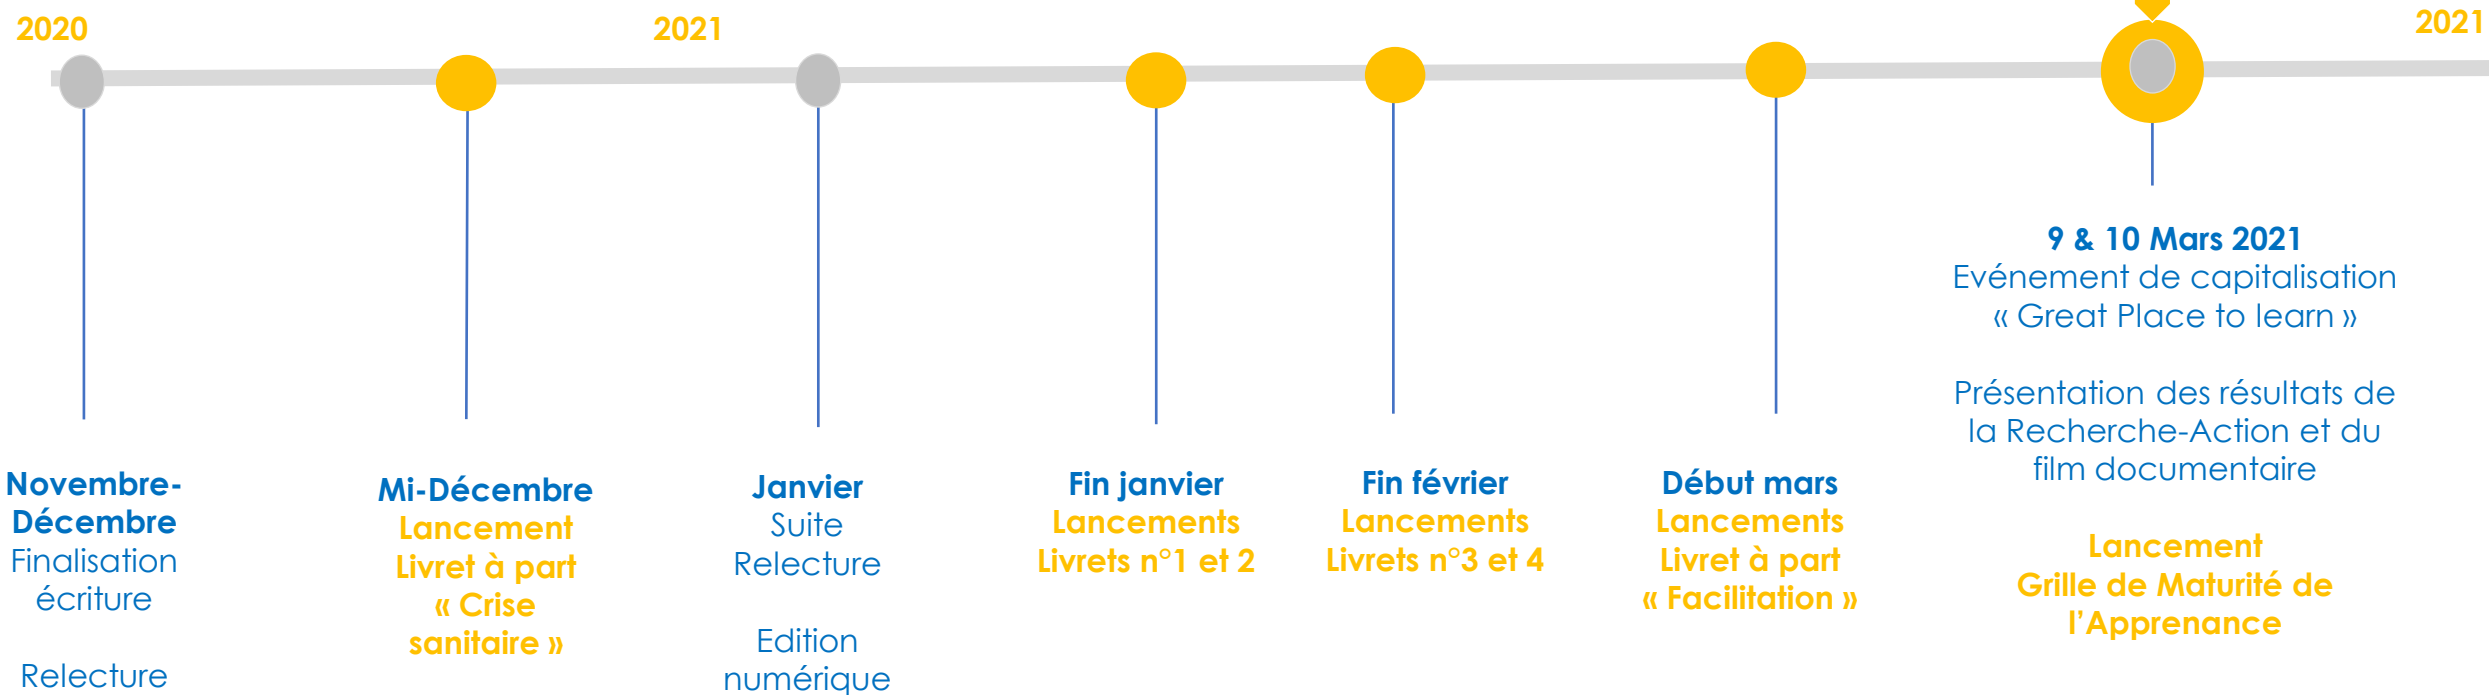 2020
2021
2021
Novembre-
Décembre
Finalisation
écriture
Relecture
Mi-Décembre
Lancement
Livret à part
« Crise
sanitaire »
Janvier
Suite
Relecture
Edition
numérique
Fin janvier
Lancements
Livrets n°1 et 2
Fin février
Lancements
Livrets n°3 et 4
Début mars
Lancements
Livret à part
« Facilitation »
9 & 10 Mars 2021
Evénement de capitalisation
« Great Place to learn »
Présentation des résultats de
la Recherche-Action et du
film documentaire
Lancement
Grille de Maturité de
l’Apprenance